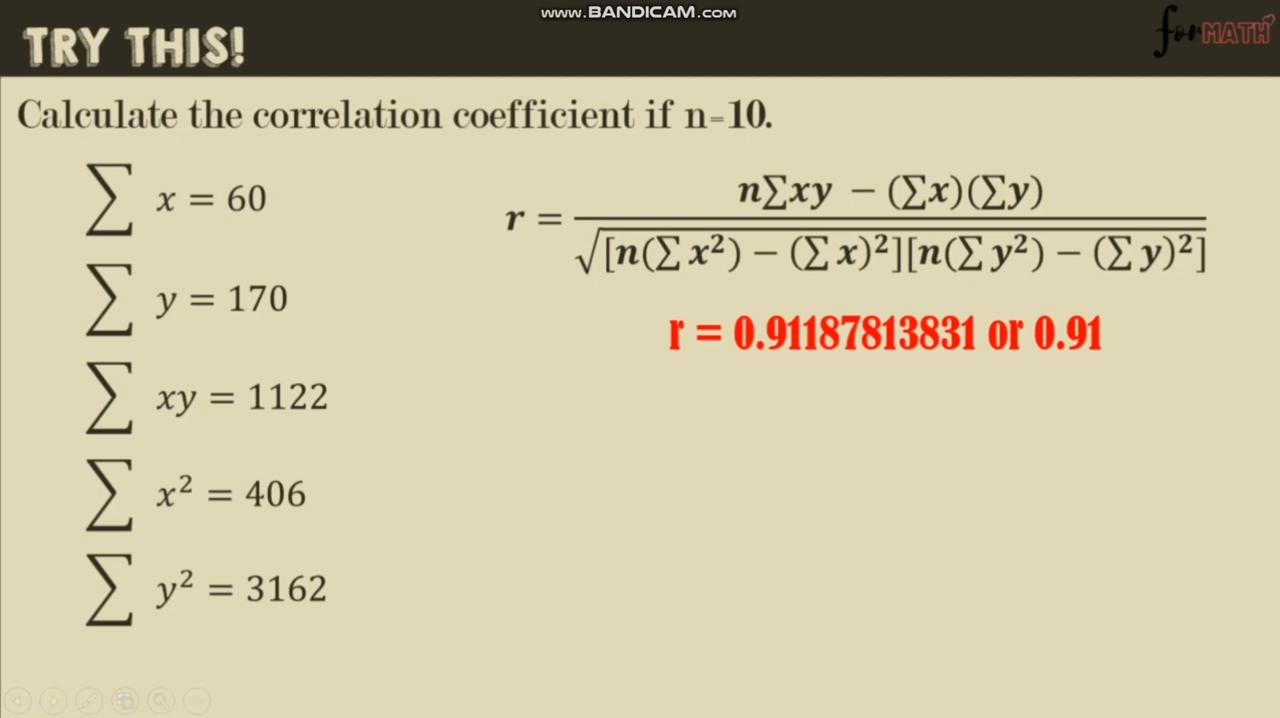 www.BANDICAM.com
TRY THIS!
forMATH
Calculate the correlation coefficient if n=10.
∑ x = 60
r = n∑xy − (∑x)(∑y) / √[n(∑x²) − (∑x)²][n(∑y²) − (∑y)²]
∑ y = 170
r = 0.91187813831 or 0.91
∑ xy = 1122
∑ x² = 406
∑ y² = 3162